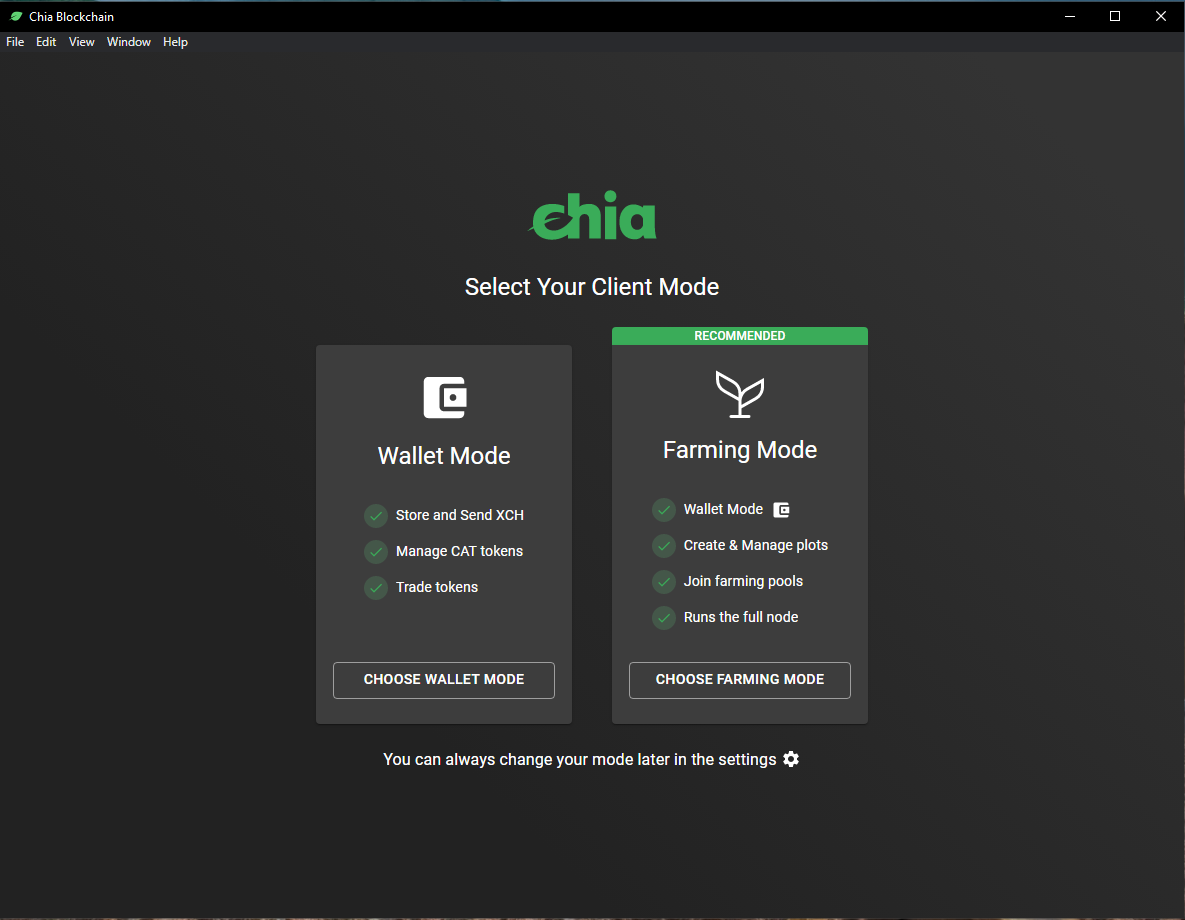 Chia Blockchain
File Edit View Window Help
chia
Select Your Client Mode
RECOMMENDED
Wallet Mode
Store and Send XCH
Manage CAT tokens
Trade tokens
CHOOSE WALLET MODE
Farming Mode
Wallet Mode
Create & Manage plots
Join farming pools
Runs the full node
CHOOSE FARMING MODE
You can always change your mode later in the settings